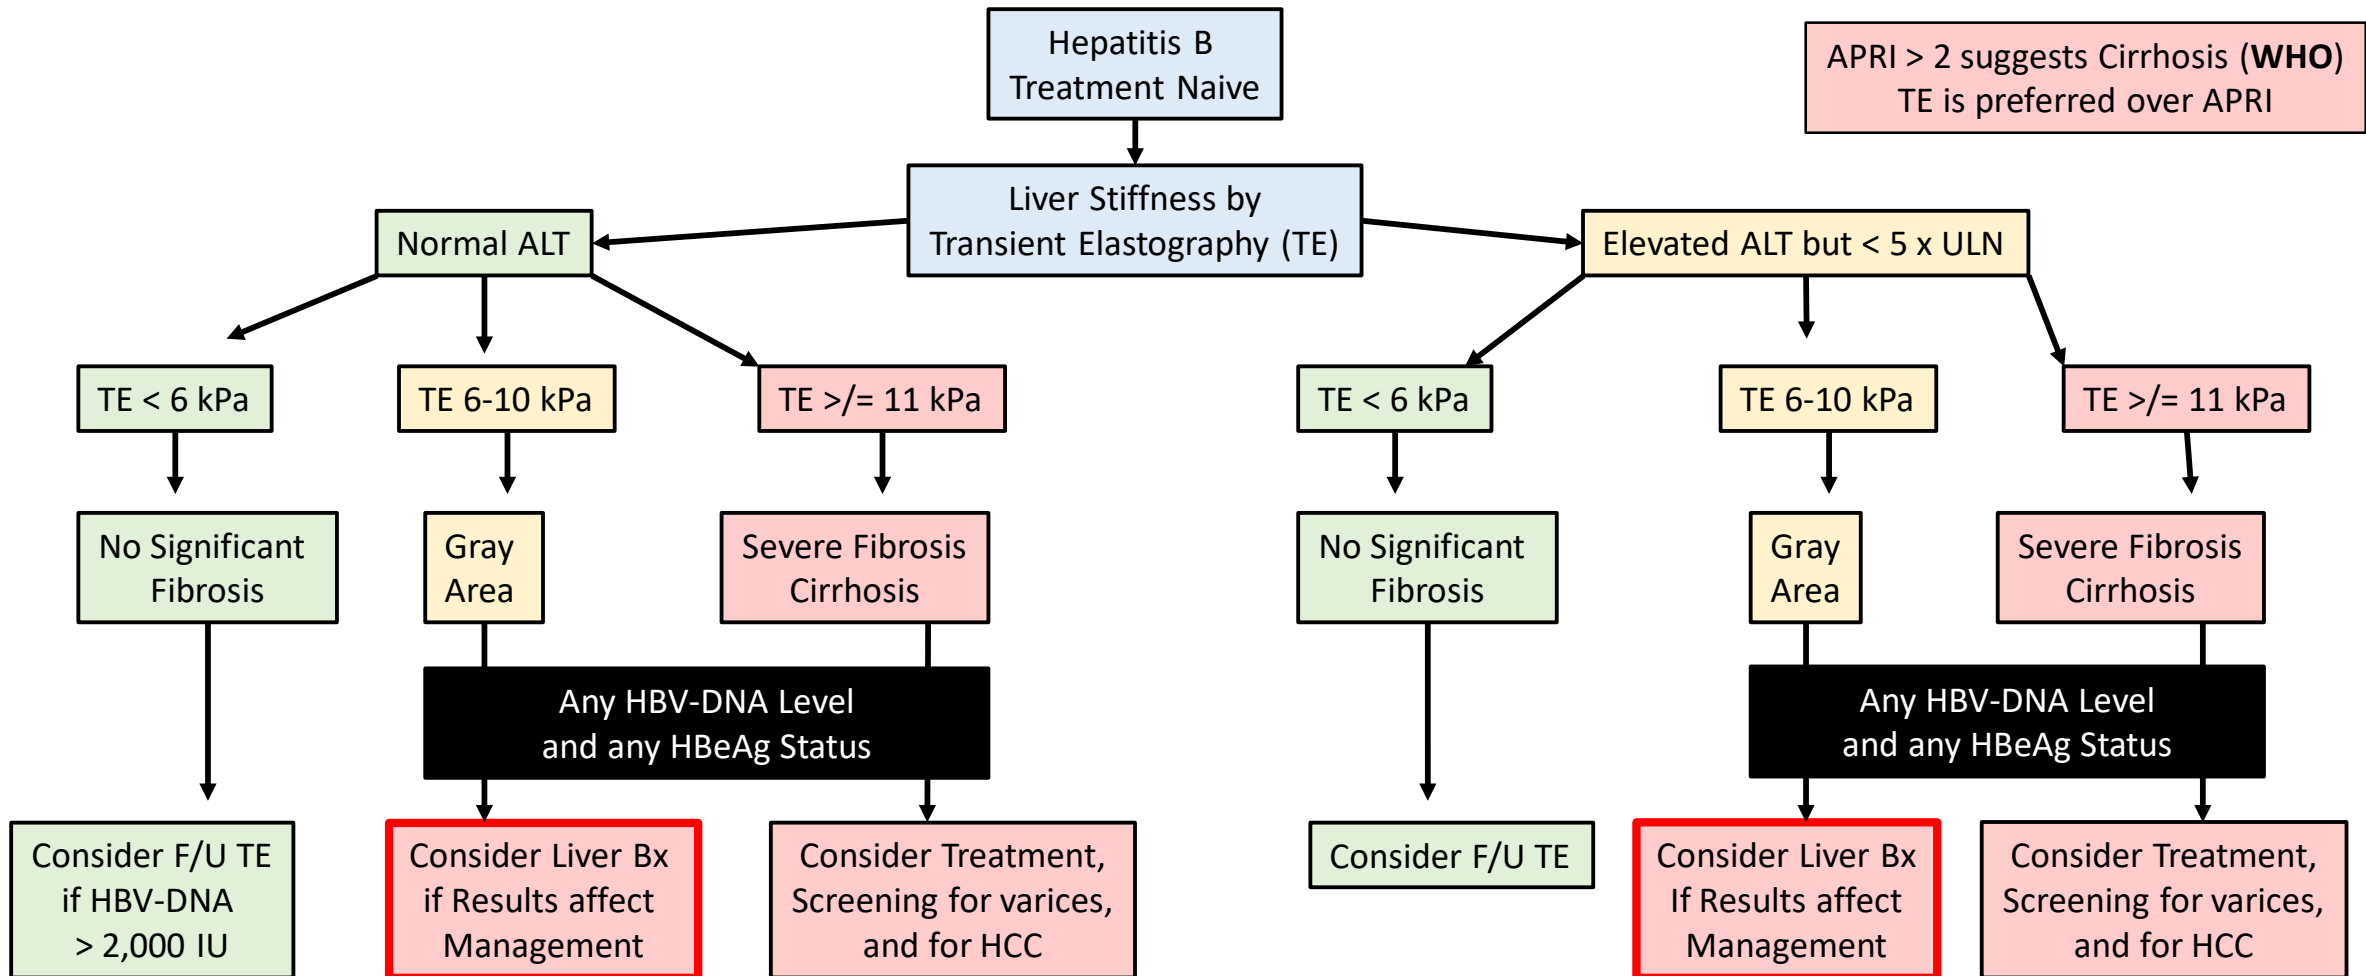 Hepatitis B
Treatment Naive
APRI > 2 suggests Cirrhosis (WHO)
TE is preferred over APRI
Liver Stiffness by
Transient Elastography (TE)
Normal ALT
Elevated ALT but < 5 x ULN
TE < 6 kPa
TE 6-10 kPa
TE >/= 11 kPa
TE < 6 kPa
TE 6-10 kPa
TE >/= 11 kPa
No Significant
Fibrosis
Gray
Area
Severe Fibrosis
Cirrhosis
No Significant
Fibrosis
Gray
Area
Severe Fibrosis
Cirrhosis
Any HBV-DNA Level
and any HBeAg Status
Any HBV-DNA Level
and any HBeAg Status
Consider F/U TE
if HBV-DNA
> 2,000 IU
Consider Liver Bx
if Results affect
Management
Consider Treatment,
Screening for varices,
and for HCC
Consider F/U TE
Consider Liver Bx
If Results affect
Management
Consider Treatment,
Screening for varices,
and for HCC